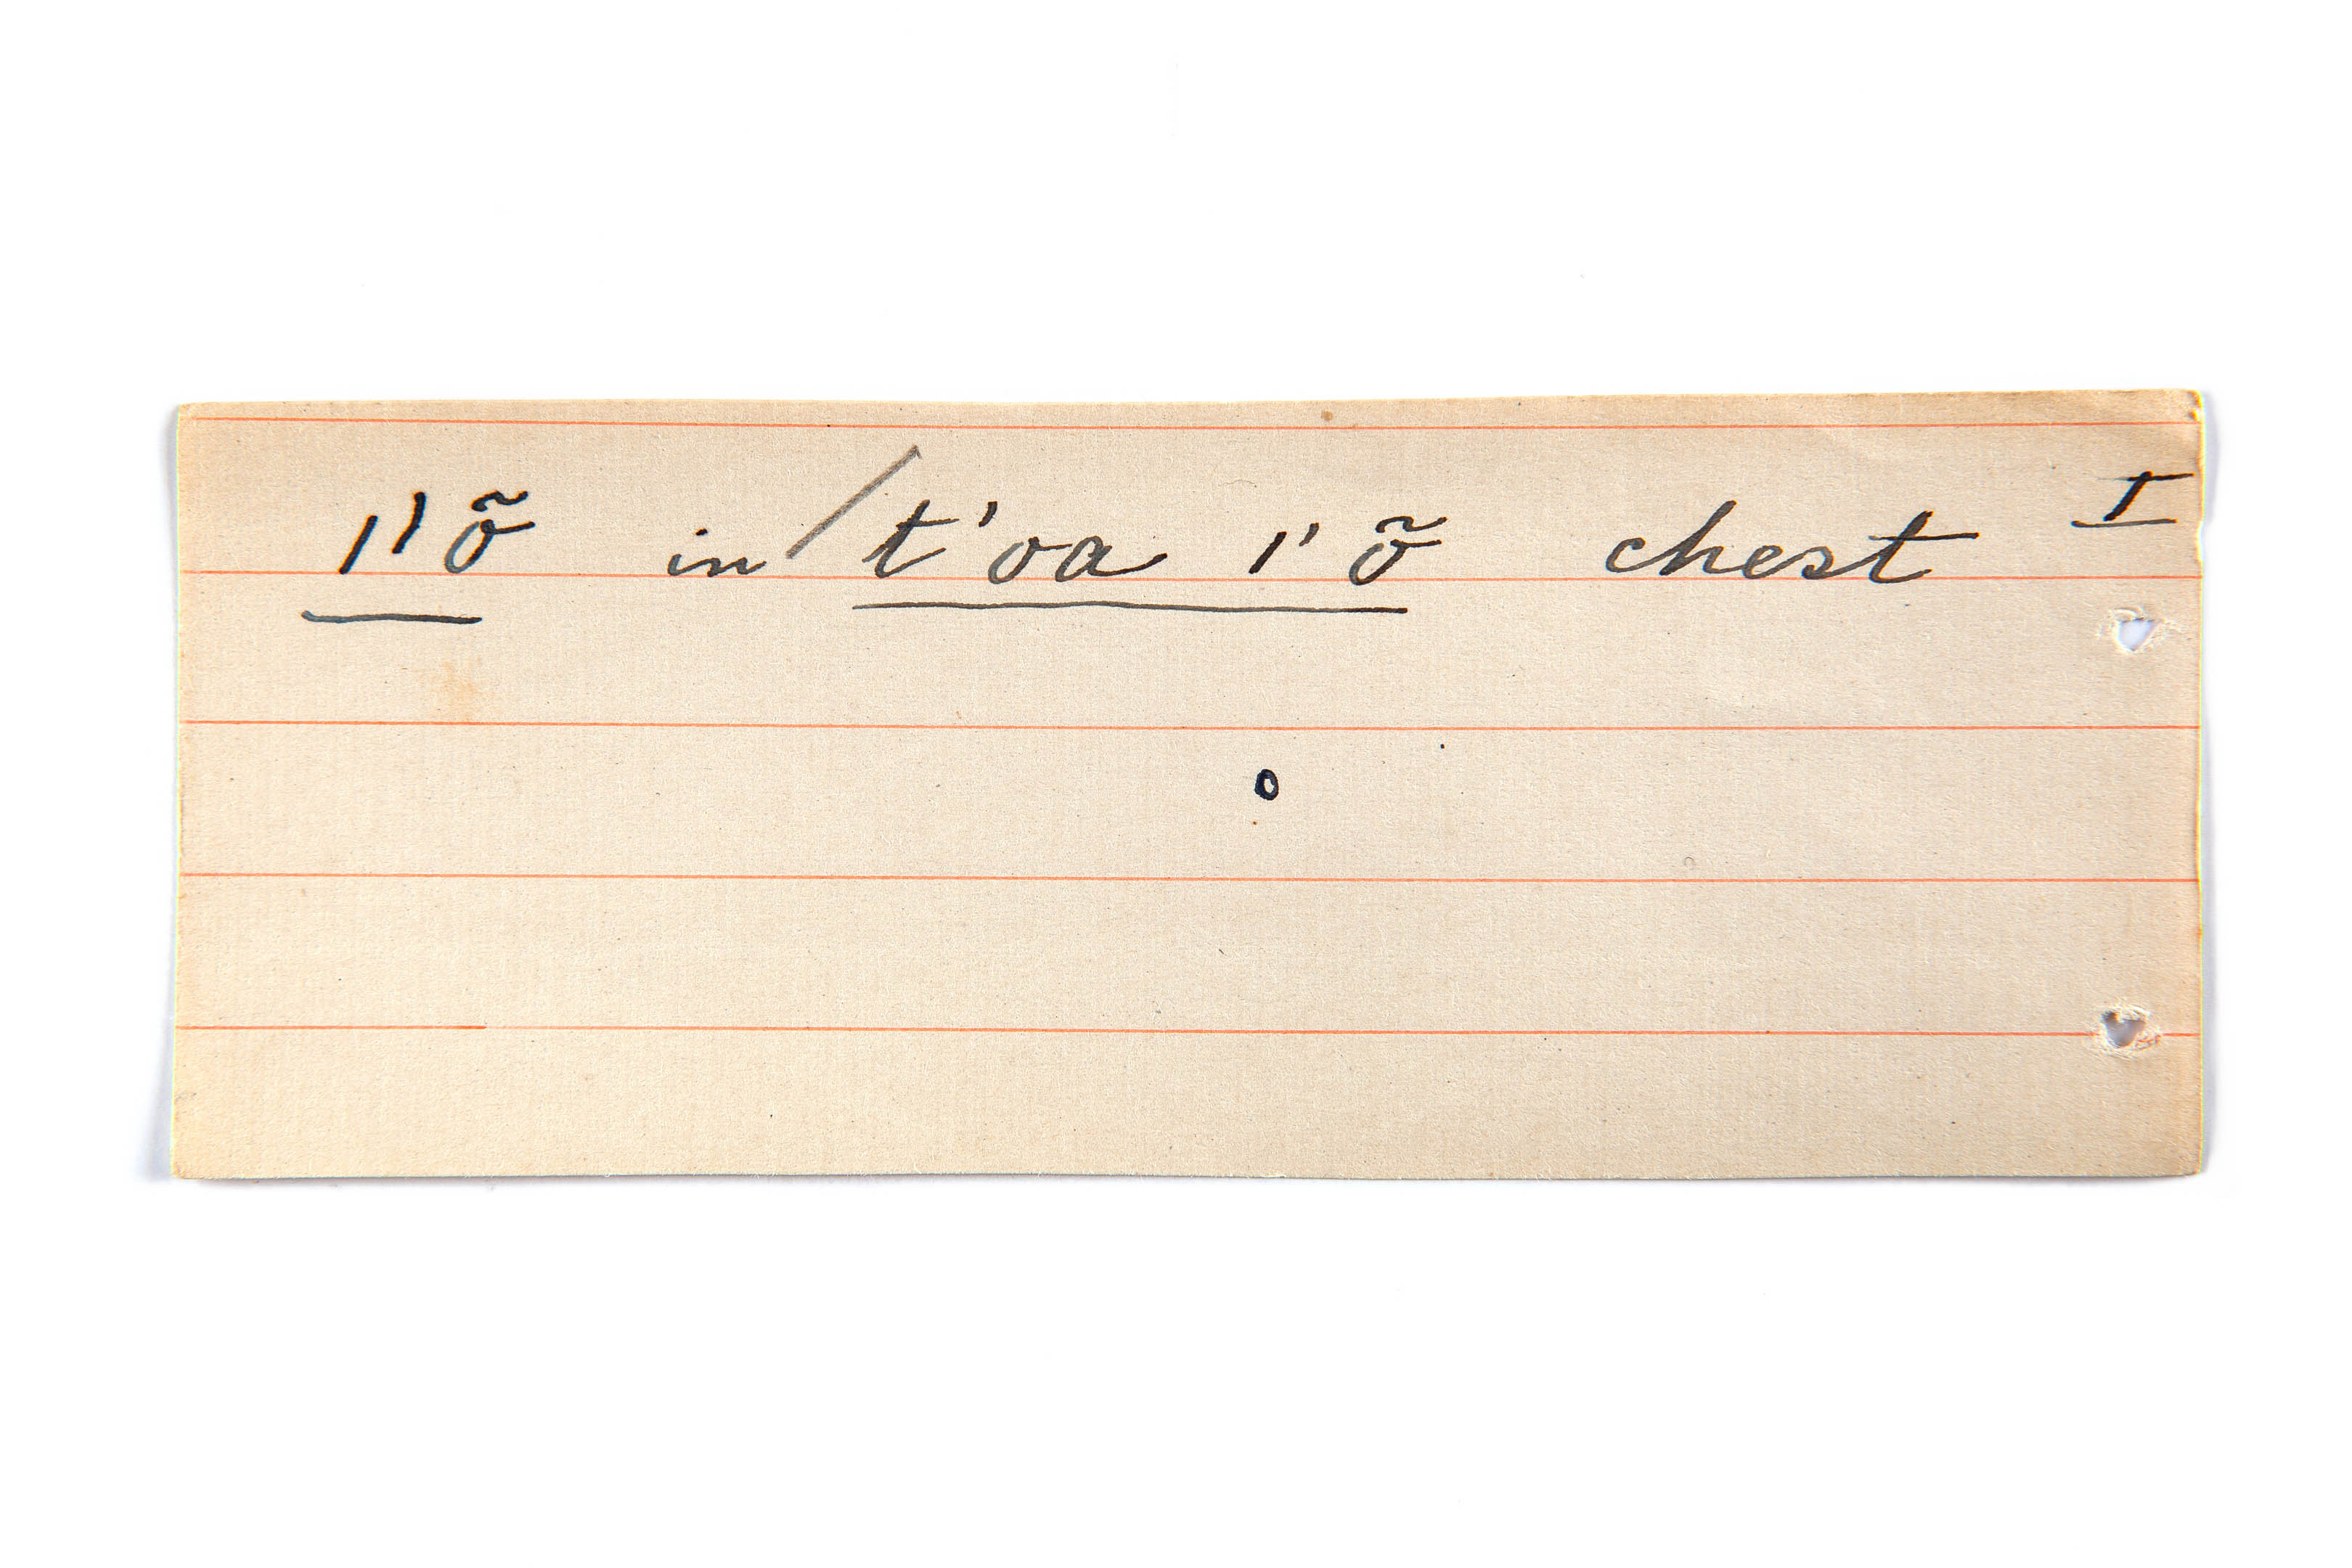 |'õ in /t'oa |'õ chest I
o